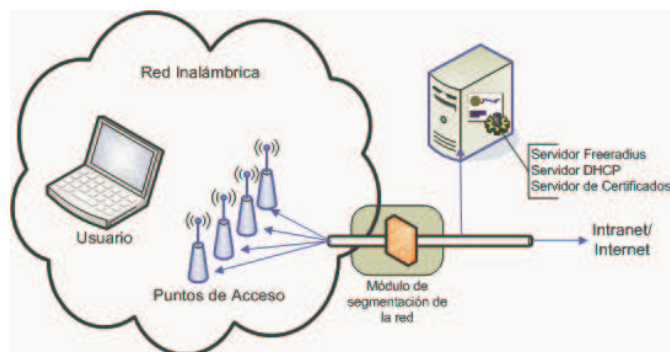 Red Inalámbrica
Usuario
Puntos de Acceso
Módulo de
segmentación de
la red
Servidor Freeradius
Servidor DHCP
Servidor de Certificados
Intranet/
Internet